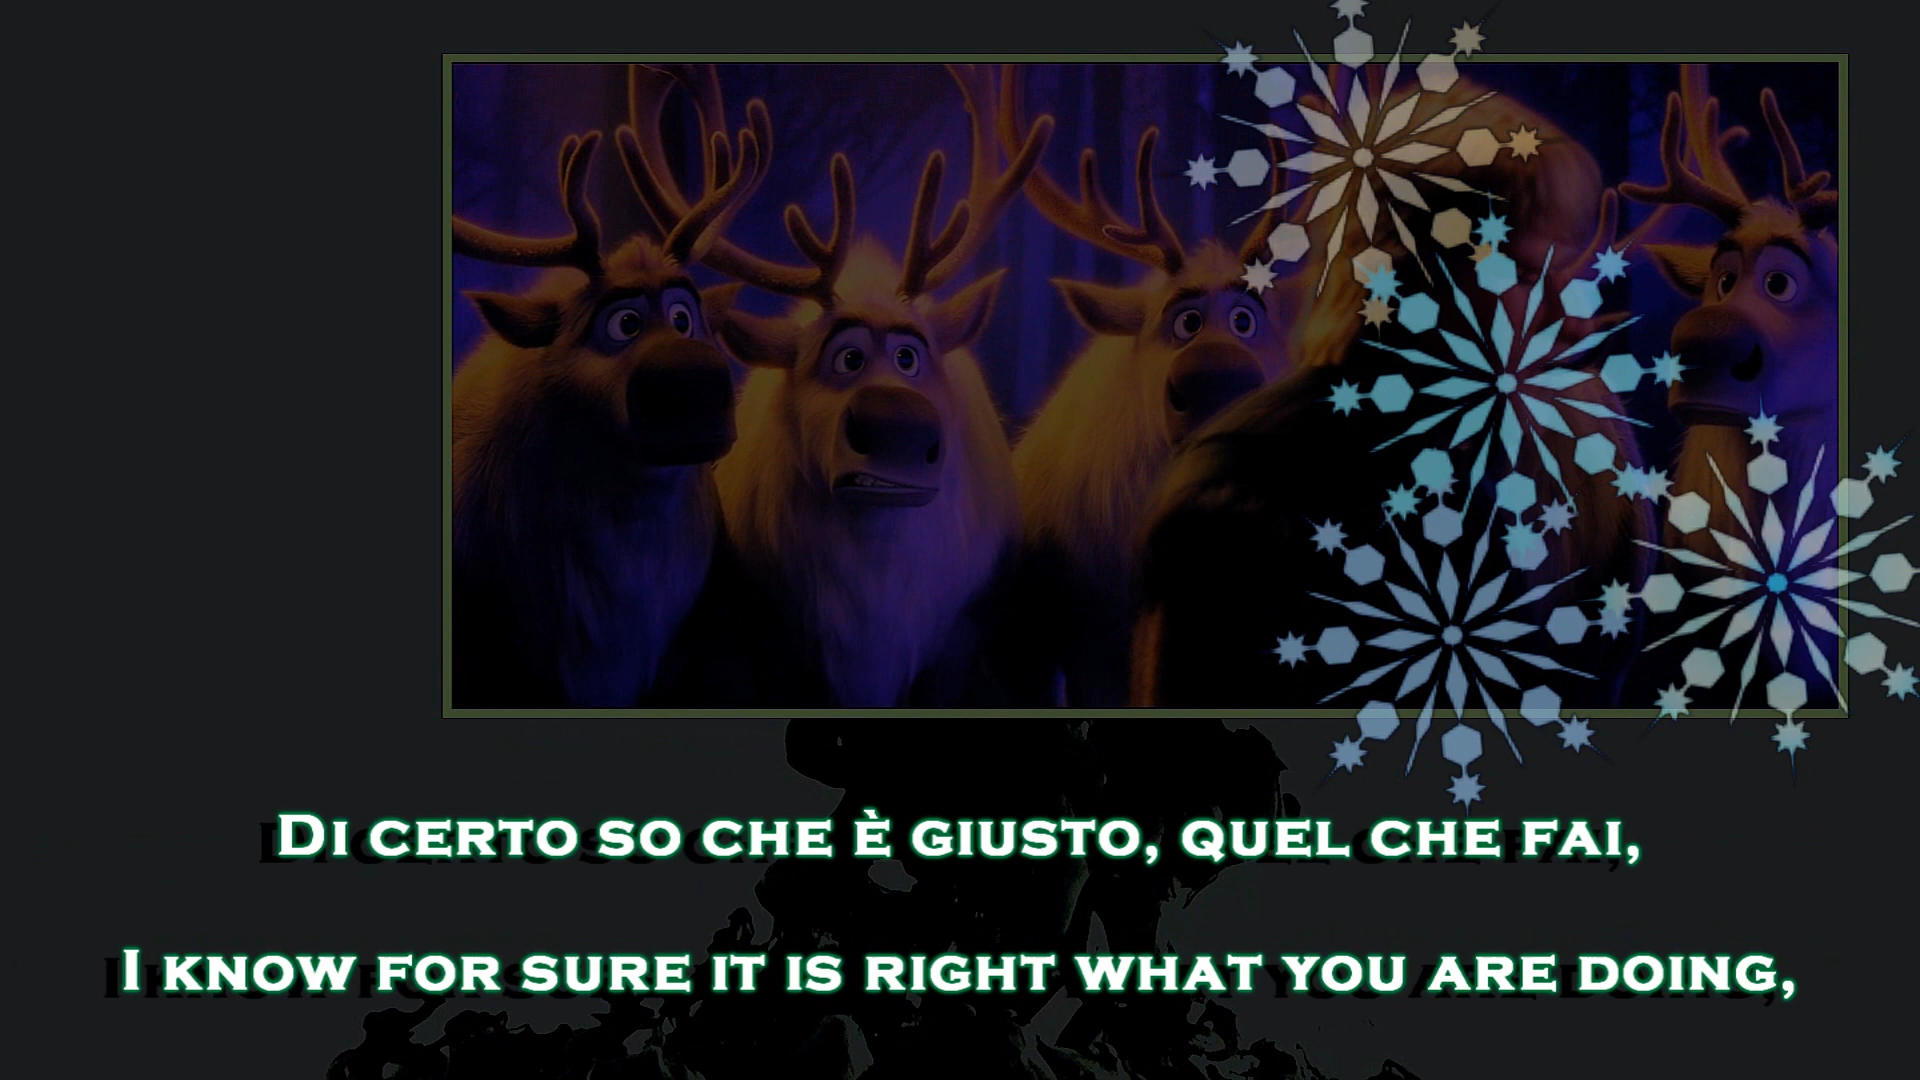 Di certo so che è giusto, quel che fai,
I know for sure it is right what you are doing,